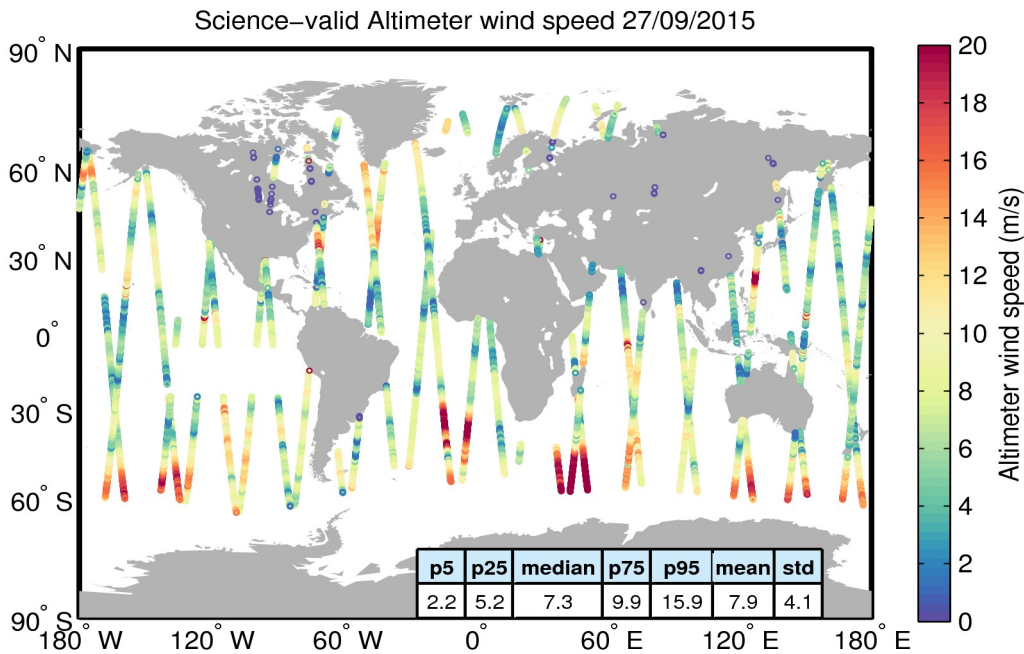 Science−valid Altimeter wind speed 27/09/2015
90° N
60° N
30° N
0°
30° S
60° S
90° S
180° W
120° W
60° W
0°
60° E
120° E
180° E
p5 p25 median p75 p95 mean std
2.2 5.2 7.3 9.9 15.9 7.9 4.1
20
18
16
14
12
10
8
6
4
2
0
Altimeter wind speed (m/s)